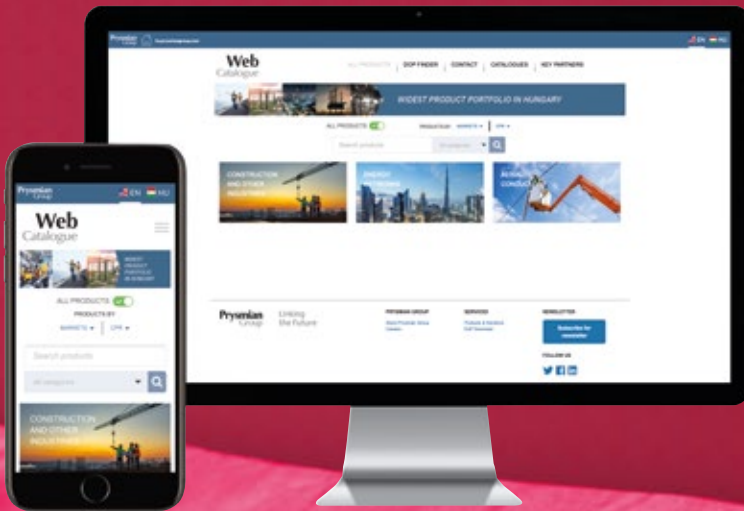 Prysmian
Group
EN HU
Web
Catalogue
ALL PRODUCTS
DOP FINDER
CONTACT
CATALOGUES
KEY PARTNERS
WIDEST PRODUCT PORTFOLIO IN HUNGARY
ALL PRODUCTS
PRODUCTS BY MARKETS CPR
Search products
All categories
CONSTRUCTION
AND OTHER
INDUSTRIES
ENERGY
Prysmian
Group
Linking
the Future
PRYSMIAN GROUP
SERVICES
NEWSLETTER
Subscribe for
newsletter
FOLLOW US
Prysmian
Group
EN HU
Web
Catalogue
WIDEST
PRODUCT
PORTFOLIO
IN HUNGARY
ALL PRODUCTS
PRODUCTS BY
MARKETS CPR
Search products
All categories
CONSTRUCTION
AND OTHER
INDUSTRIES